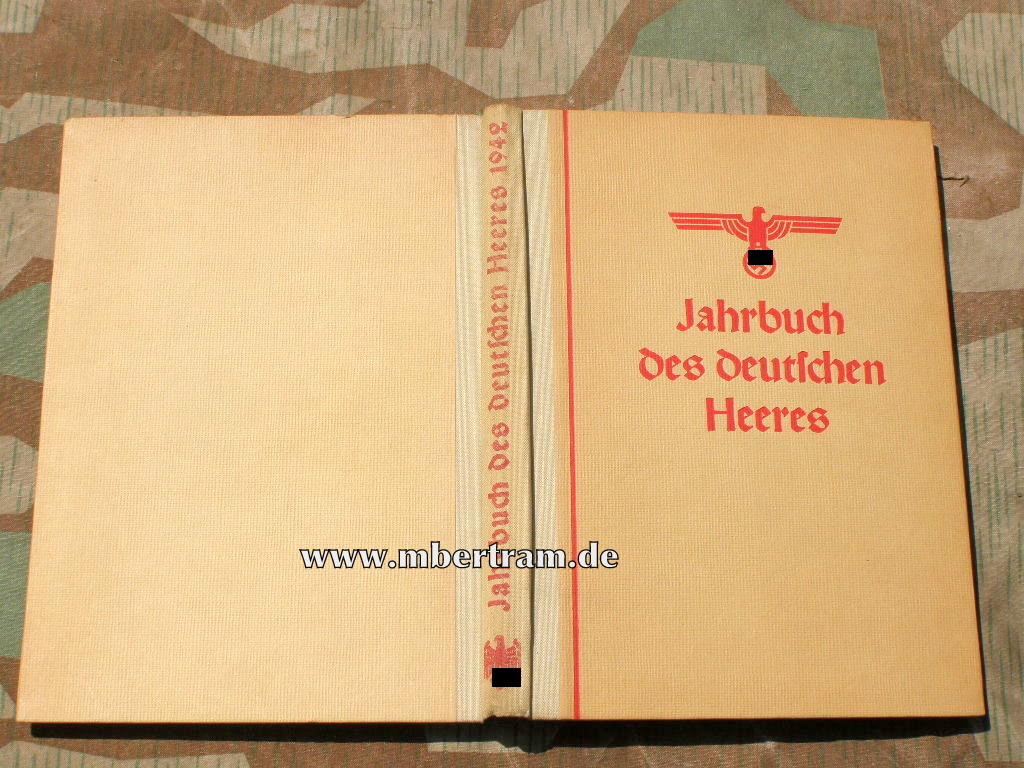 Jahrbuch des deutſchen Heeres 1942
Jahrbuch
des deutſchen
Heeres
www.mbertram.de